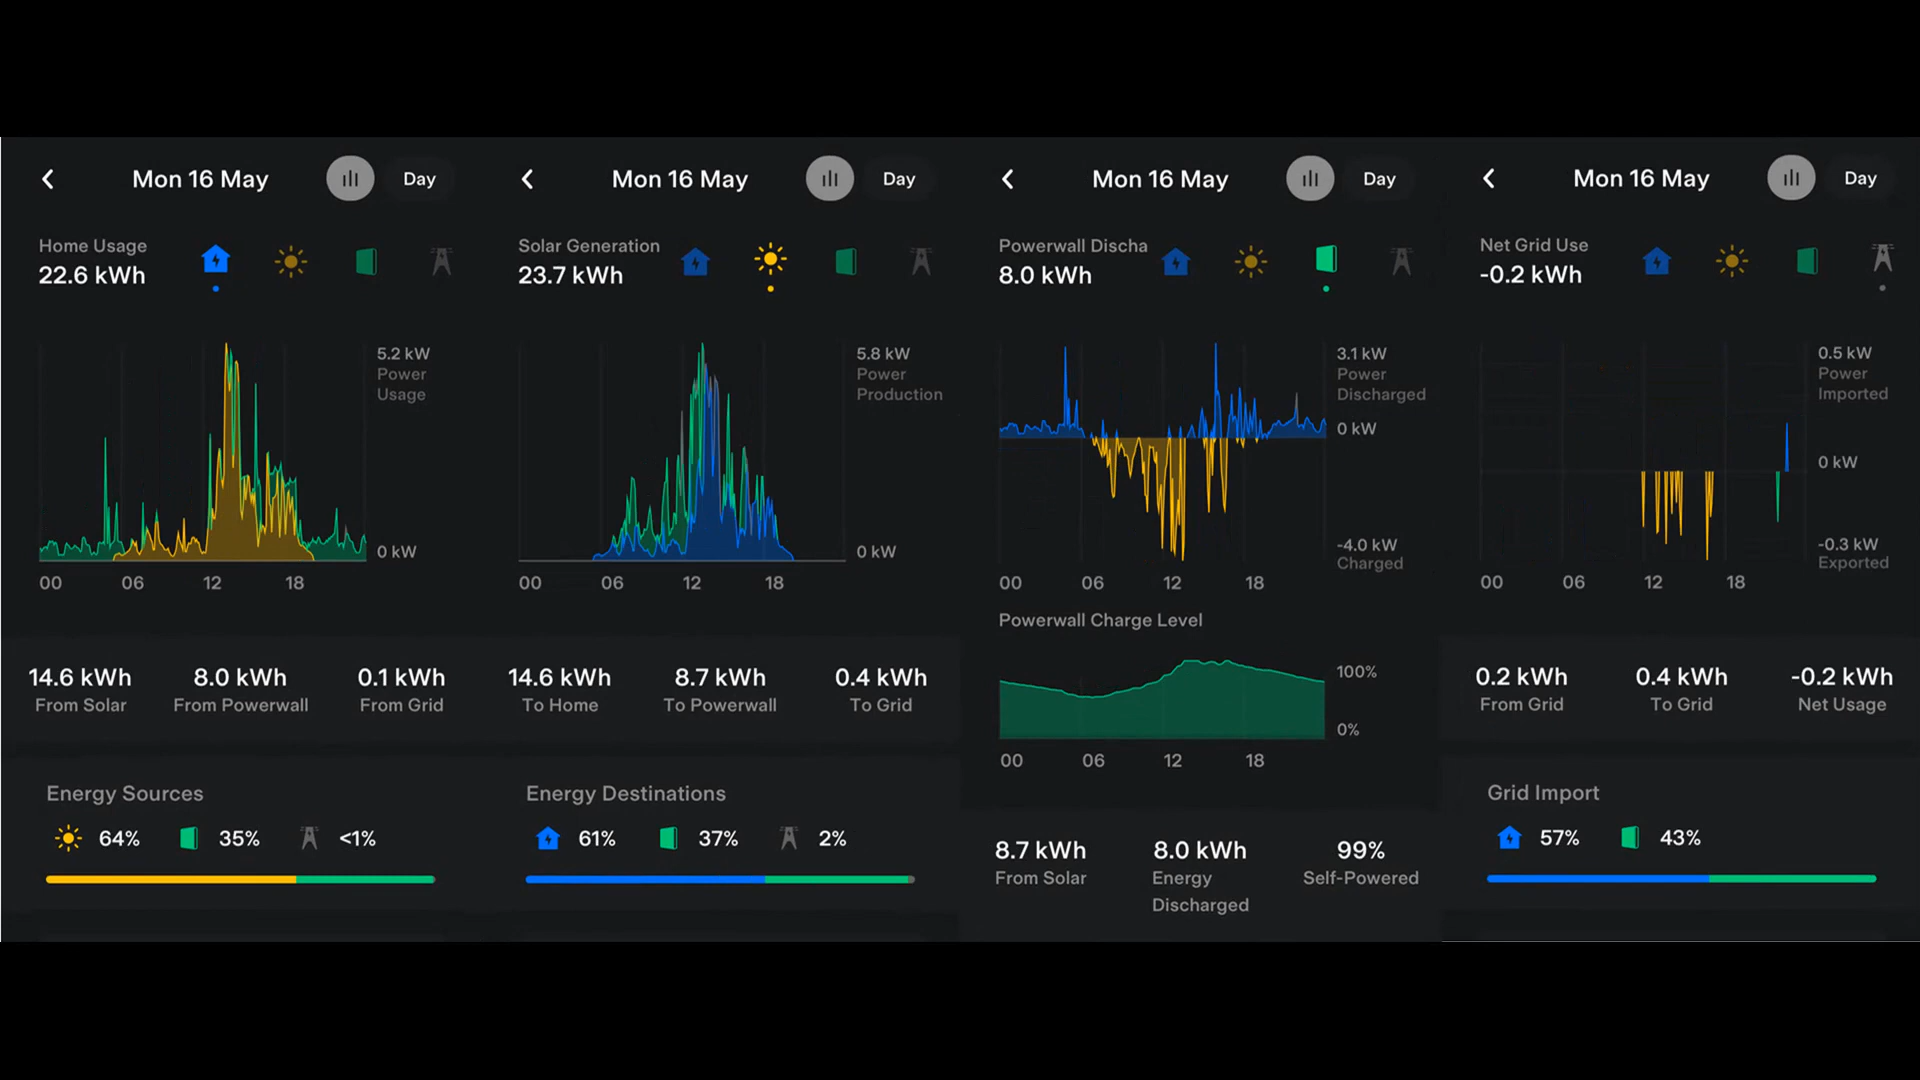 Mon 16 May
Day
Home Usage
22.6 kWh
5.2 kW
Power
Usage
0 kW
00 06 12 18
14.6 kWh
From Solar
8.0 kWh
From Powerwall
0.1 kWh
From Grid
Energy Sources
64% 35% <1%
Mon 16 May
Day
Solar Generation
23.7 kWh
5.8 kW
Power
Production
0 kW
00 06 12 18
14.6 kWh
To Home
8.7 kWh
To Powerwall
0.4 kWh
To Grid
Energy Destinations
61% 37% 2%
Mon 16 May
Day
Powerwall Discha
8.0 kWh
3.1 kW
Power
Discharged
0 kW
-4.0 kW
Charged
00 06 12 18
Powerwall Charge Level
100%
0%
00 06 12 18
8.7 kWh
From Solar
8.0 kWh
Energy
Discharged
99%
Self-Powered
Mon 16 May
Day
Net Grid Use
-0.2 kWh
0.5 kW
Power
Imported
0 kW
-0.3 kW
Exported
00 06 12 18
0.2 kWh
From Grid
0.4 kWh
To Grid
-0.2 kWh
Net Usage
Grid Import
57% 43%